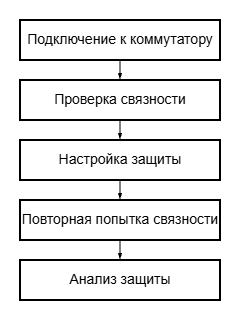 Подключение к коммутатору
Проверка связности
Настройка защиты
Повторная попытка связности
Анализ защиты